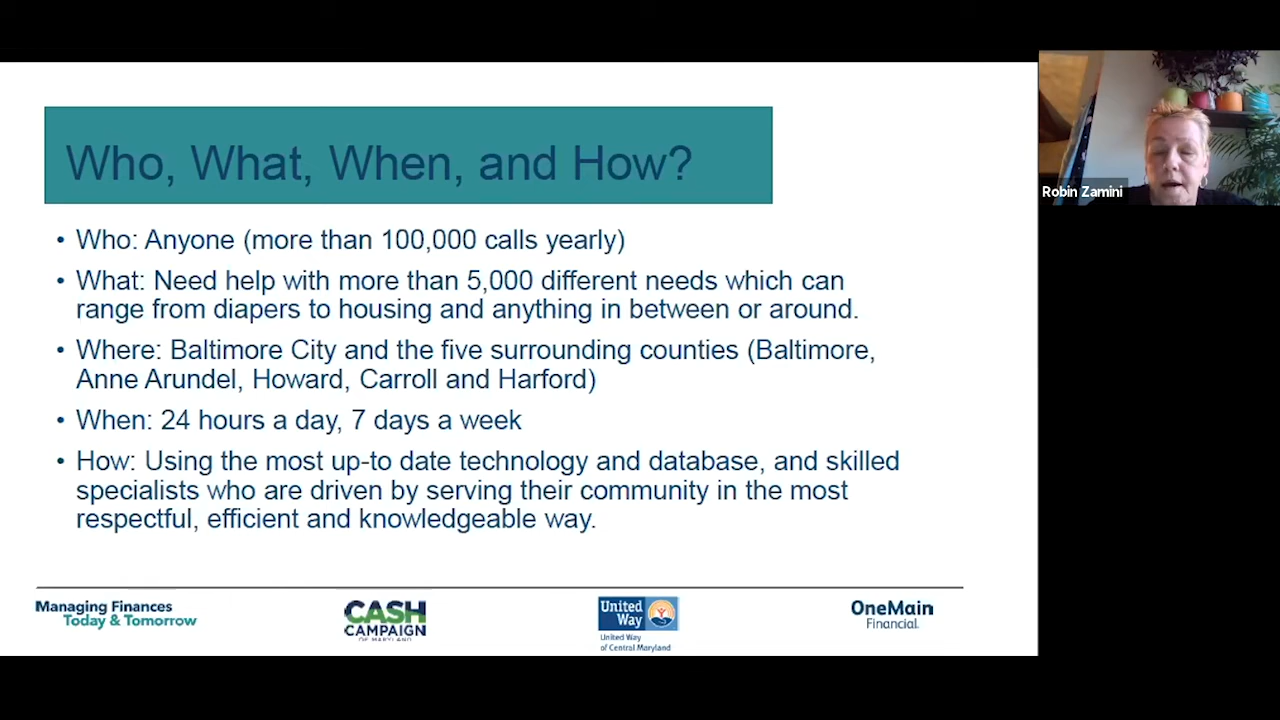 Who, What, When, and How?
• Who: Anyone (more than 100,000 calls yearly)
• What: Need help with more than 5,000 different needs which can
range from diapers to housing and anything in between or around.
• Where: Baltimore City and the five surrounding counties (Baltimore,
Anne Arundel, Howard, Carroll and Harford)
• When: 24 hours a day, 7 days a week
• How: Using the most up-to date technology and database, and skilled
specialists who are driven by serving their community in the most
respectful, efficient and knowledgeable way.
Managing Finances
Today & Tomorrow
CASH
CAMPAIGN
OF MARYLAND
United
Way
United Way
of Central Maryland
OneMain
Financial.
Robin Zamini